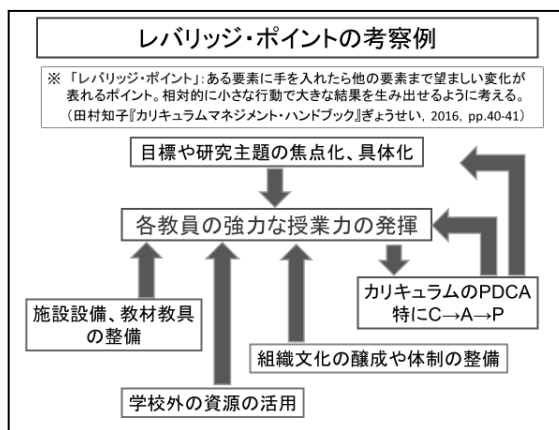 レバリッジ・ポイントの考察例
※ 「レバリッジ・ポイント」:ある要素に手を入れたら他の要素まで望ましい変化が
表れるポイント。相対的に小さな行動で大きな結果を生み出せるように考える。
(田村知子『カリキュラムマネジメント・ハンドブック』ぎょうせい, 2016, pp.40-41)
目標や研究主題の焦点化、具体化
各教員の強力な授業力の発揮
カリキュラムのPDCA
特にC→A→P
施設設備、教材教具
の整備
組織文化の醸成や体制の整備
学校外の資源の活用